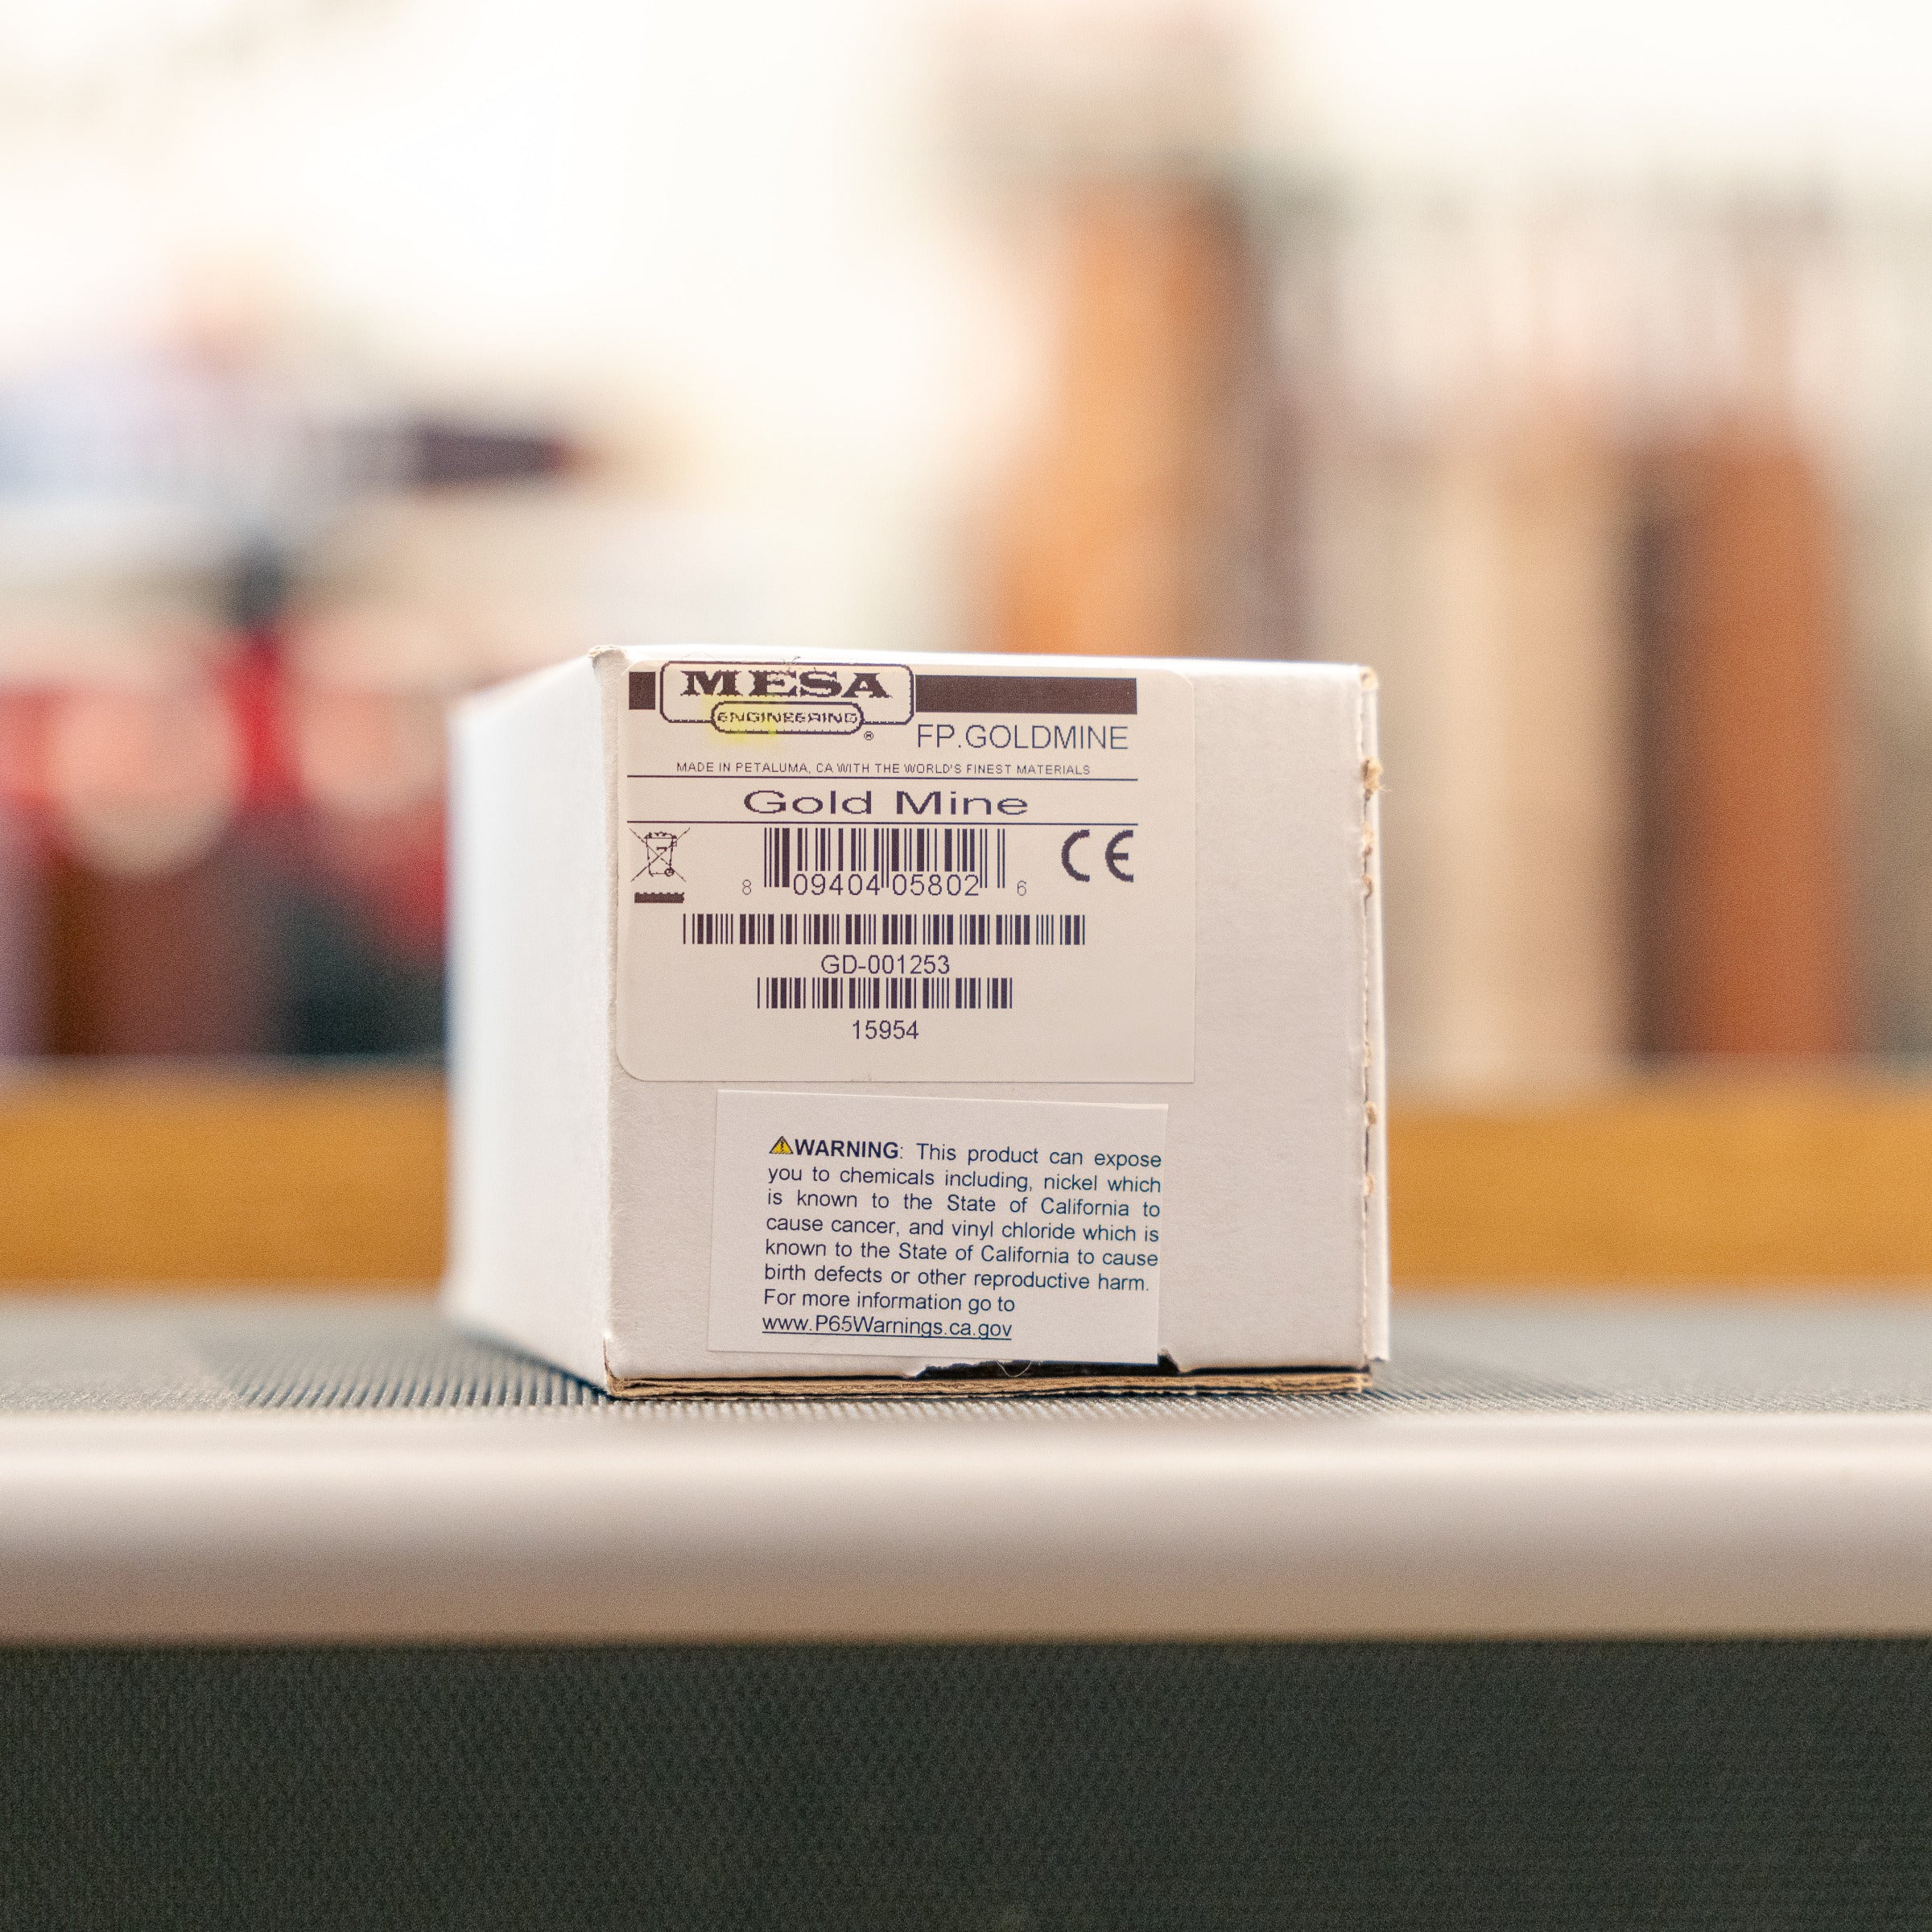 MESA
ENGINEERING
®
FP.GOLDMINE
MADE IN PETALUMA, CA WITH THE WORLD'S FINEST MATERIALS
Gold Mine
8 09404 05802 6
CE
GD-001253
15954
WARNING: This product can expose
you to chemicals including, nickel which
is known to the State of California to
cause cancer, and vinyl chloride which is
known to the State of California to cause
birth defects or other reproductive harm.
For more information go to
www.P65Warnings.ca.gov